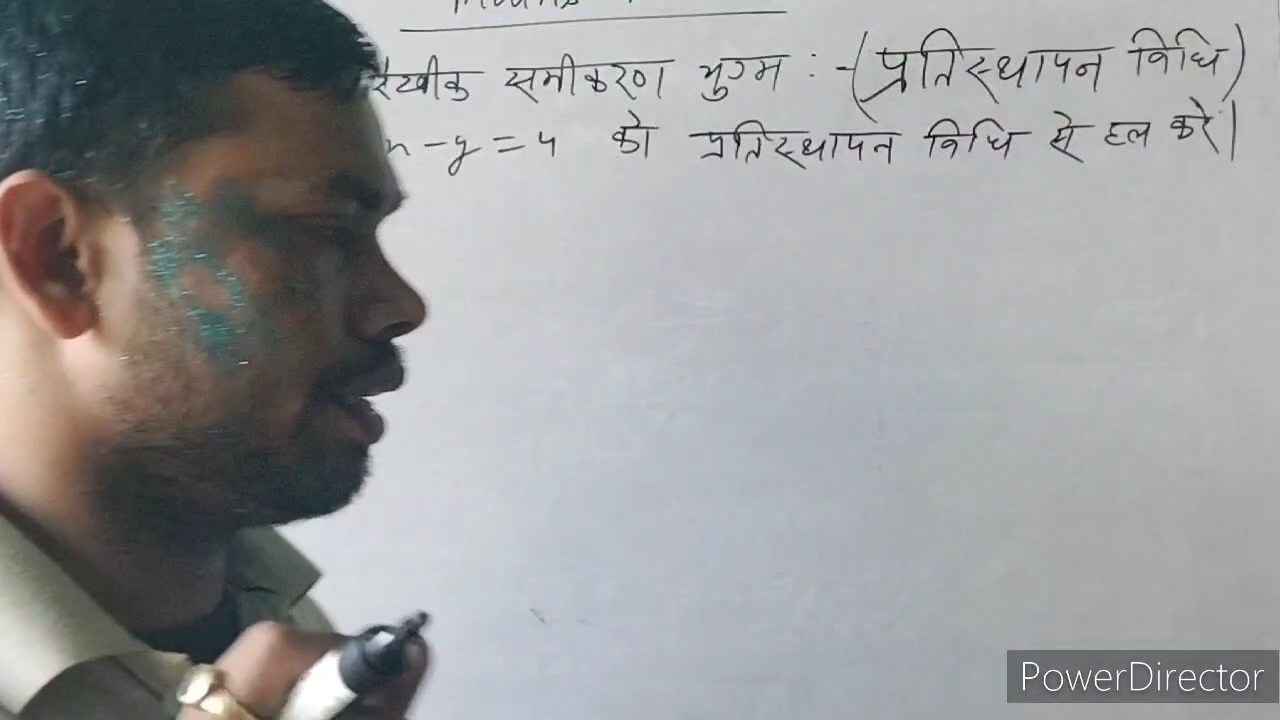 रैखीक समीकरण युग्म :-(प्रतिस्थापन विधि)
x - y = 4 को प्रतिस्थापन विधि से हल करें।
PowerDirector